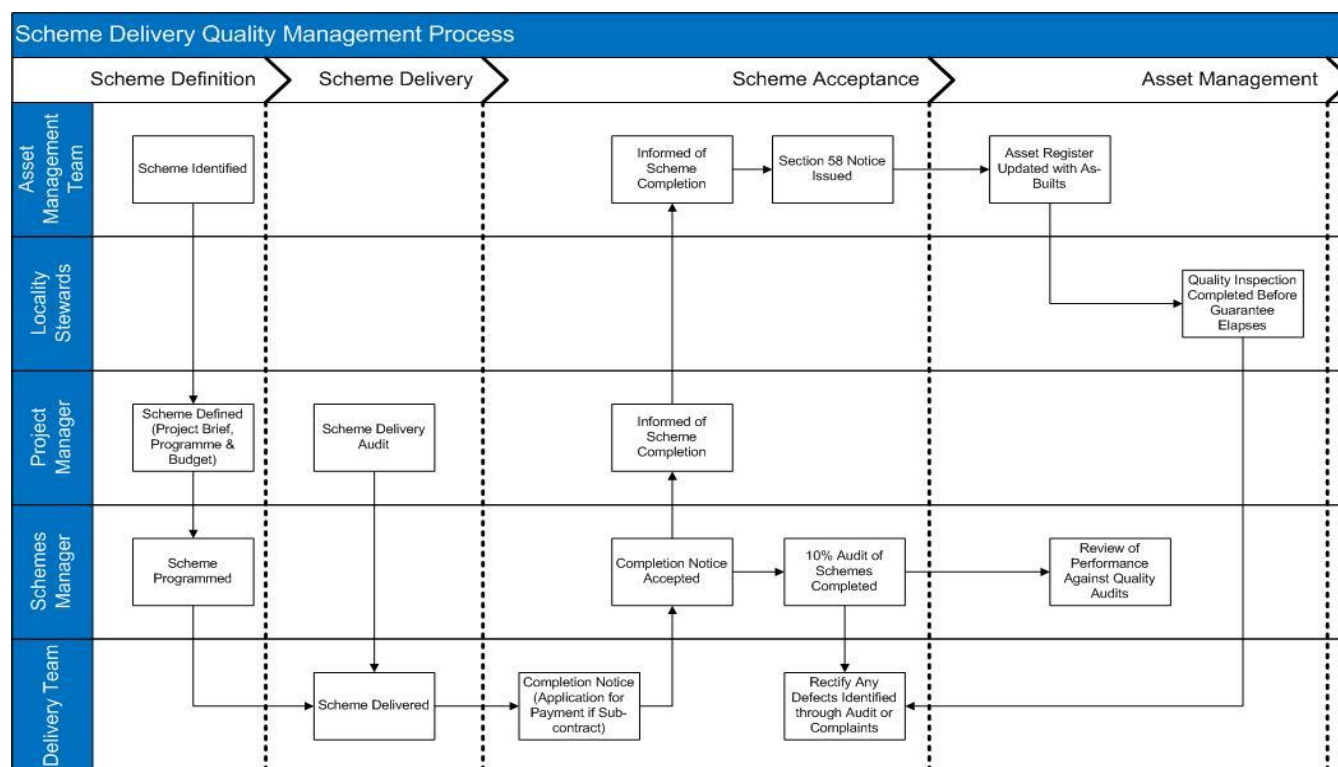 Scheme Delivery Quality Management Process
Scheme Definition
Scheme Delivery
Scheme Acceptance
Asset Management
Asset
Management
Team
Scheme Identified
Informed of
Scheme
Completion
Section 58 Notice
Issued
Asset Register
Updated with As-
Builts
Locality
Stewards
Quality Inspection
Completed Before
Guarantee
Elapses
Project
Manager
Scheme Defined
(Project Brief,
Programme &
Budget)
Scheme Delivery
Audit
Informed of
Scheme
Completion
Schemes
Manager
Scheme
Programmed
Completion Notice
Accepted
10% Audit of
Schemes
Completed
Review of
Performance
Against Quality
Audits
Delivery Team
Scheme Delivered
Completion Notice
(Application for
Payment if Sub-
contract)
Rectify Any
Defects Identified
through Audit or
Complaints